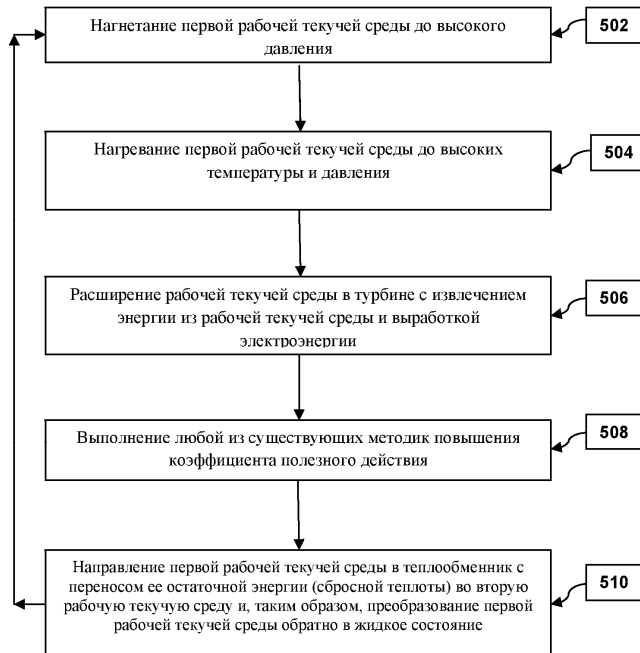 Нагнетание первой рабочей текучей среды до высокого
давления
502
Нагревание первой рабочей текучей среды до высоких
температуры и давления
504
Расширение рабочей текучей среды в турбине с извлечением
энергии из рабочей текучей среды и выработкой
электроэнергии
506
Выполнение любой из существующих методик повышения
коэффициента полезного действия
508
Направление первой рабочей текучей среды в теплообменник с
переносом ее остаточной энергии (сбросной теплоты) во вторую
рабочую текучую среду и, таким образом, преобразование первой
рабочей текучей среды обратно в жидкое состояние
510